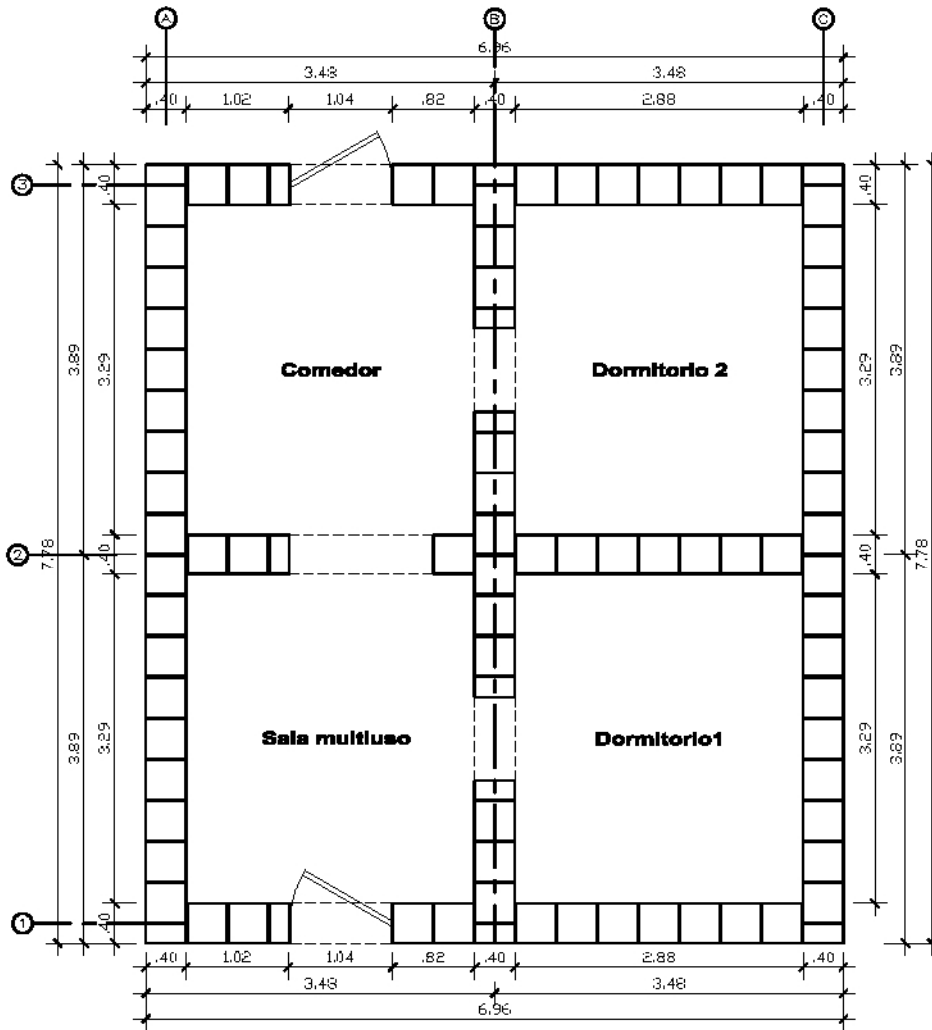 A B C
6.96
3.48 3.48
.40 1.02 1.04 .82 .40 2.88 .40
3
.40 .40
3.89 3.29 3.29 3.89
Comedor Dormitorio 2
2
7.78 .40 .40 7.78
3.89 3.29 3.29 3.89
Sala multiuso Dormitorio1
1
.40
.40 1.02 1.04 .82 .40 2.88 .40
3.48 3.48
6.96